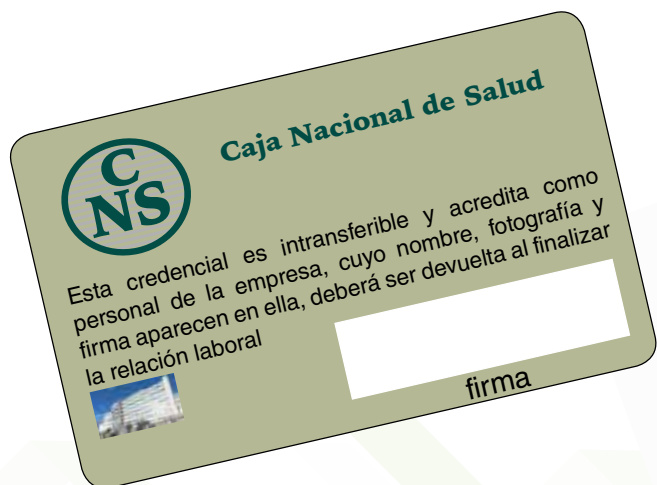 CNS
Caja Nacional de Salud
Esta credencial es intransferible y acredita como
personal de la empresa, cuyo nombre, fotografía y
firma aparecen en ella, deberá ser devuelta al finalizar
la relación laboral
firma